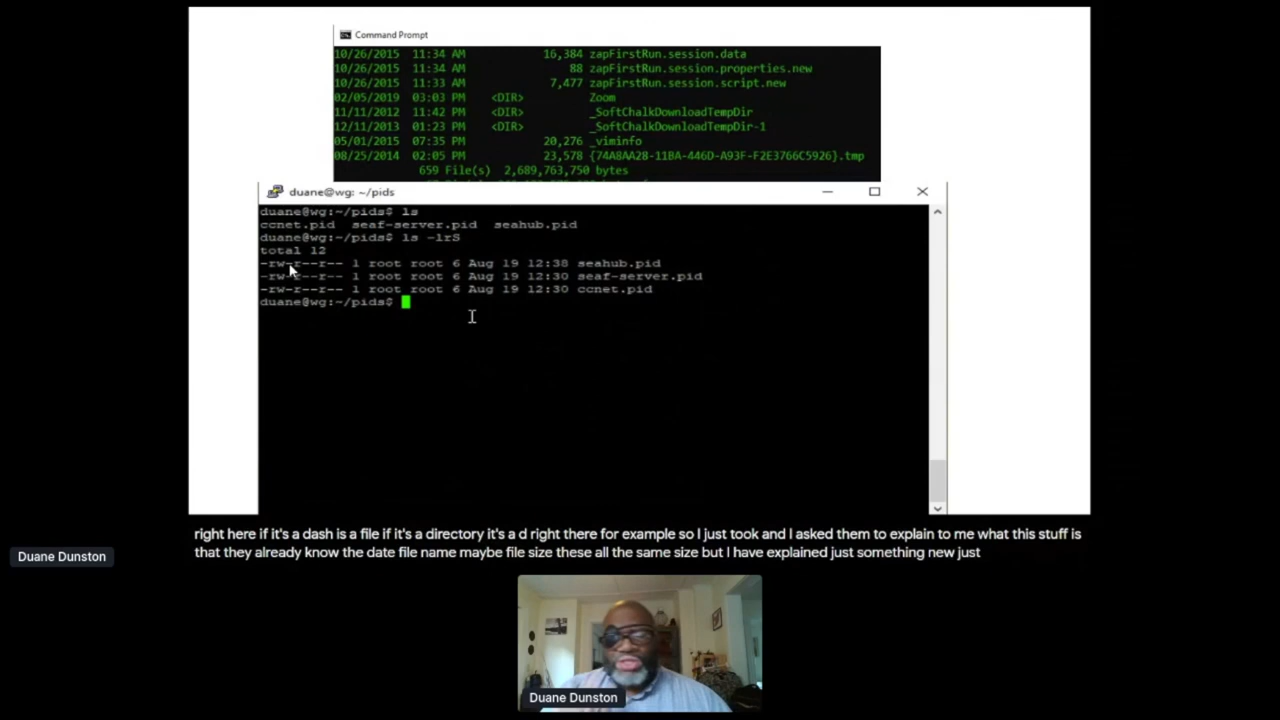 Command Prompt
10/26/2015 11:34 AM 16,384 zapFirstRun.session.data
10/26/2015 11:34 AM 88 zapFirstRun.session.properties.new
10/26/2015 11:33 AM 7,477 zapFirstRun.session.script.new
02/05/2019 03:03 PM <DIR> Zoom
11/11/2012 11:42 PM <DIR> _SoftChalkDownloadTempDir
12/11/2013 01:23 PM <DIR> _SoftChalkDownloadTempDir-1
05/01/2015 07:35 PM 20,276 _viminfo
08/25/2014 02:05 PM 23,578 {74A8AA28-11BA-446D-A93F-F2E3766C5926}.tmp
659 File(s) 2,689,763,750 bytes
duane@wg: ~/pids
duane@wg:~/pids$ ls
ccnet.pid seaf-server.pid seahub.pid
duane@wg:~/pids$ ls -lrS
total 12
-rw-r--r-- 1 root root 6 Aug 19 12:38 seahub.pid
-rw-r--r-- 1 root root 6 Aug 19 12:30 seaf-server.pid
-rw-r--r-- 1 root root 6 Aug 19 12:30 ccnet.pid
duane@wg:~/pids$
right here if it's a dash is a file if it's a directory it's a d right there for example so I just took and I asked them to explain to me what this stuff is
Duane Dunston
that they already know the date file name maybe file size these all the same size but I have explained just something new just
Duane Dunston